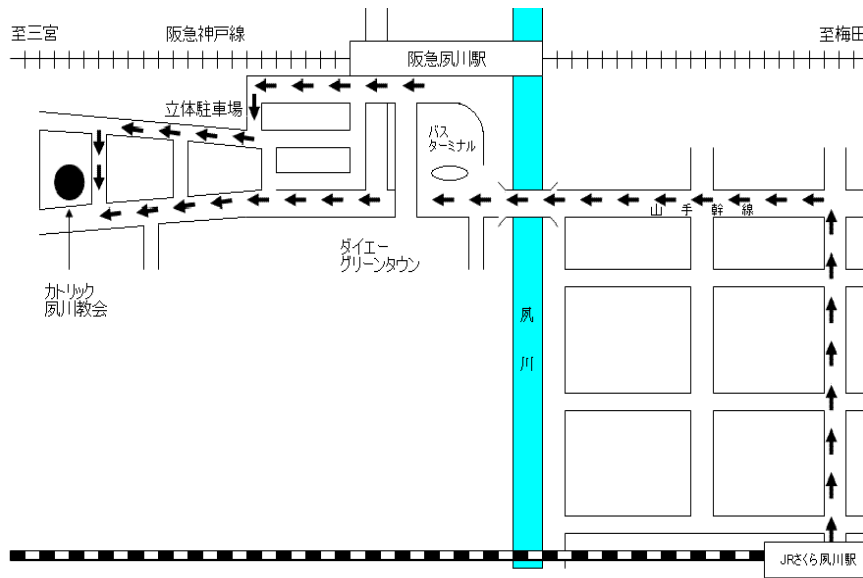 至三宮
阪急神戸線
至梅田
阪急夙川駅
立体駐車場
バス
ターミナル
山手幹線
ダイエー
グリーンタウン
カトリック
夙川教会
夙
川
JRさくら夙川駅